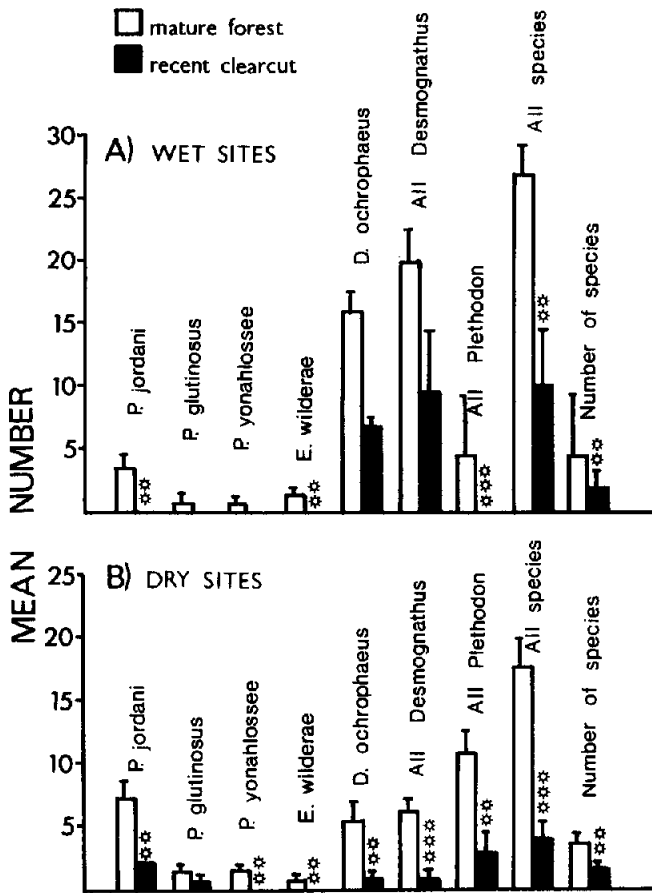 mature forest
recent clearcut
MEAN NUMBER
A) WET SITES
30
25
20
15
10
5
P. jordani
P. glutinosus
P. yonahlossee
E. wilderae
D. ochrophaeus
All Desmognathus
All Plethodon
All species
Number of species
B) DRY SITES
25
20
15
10
5
P. jordani
P. glutinosus
P. yonahlossee
E. wilderae
D. ochrophaeus
All Desmognathus
All Plethodon
All species
Number of species